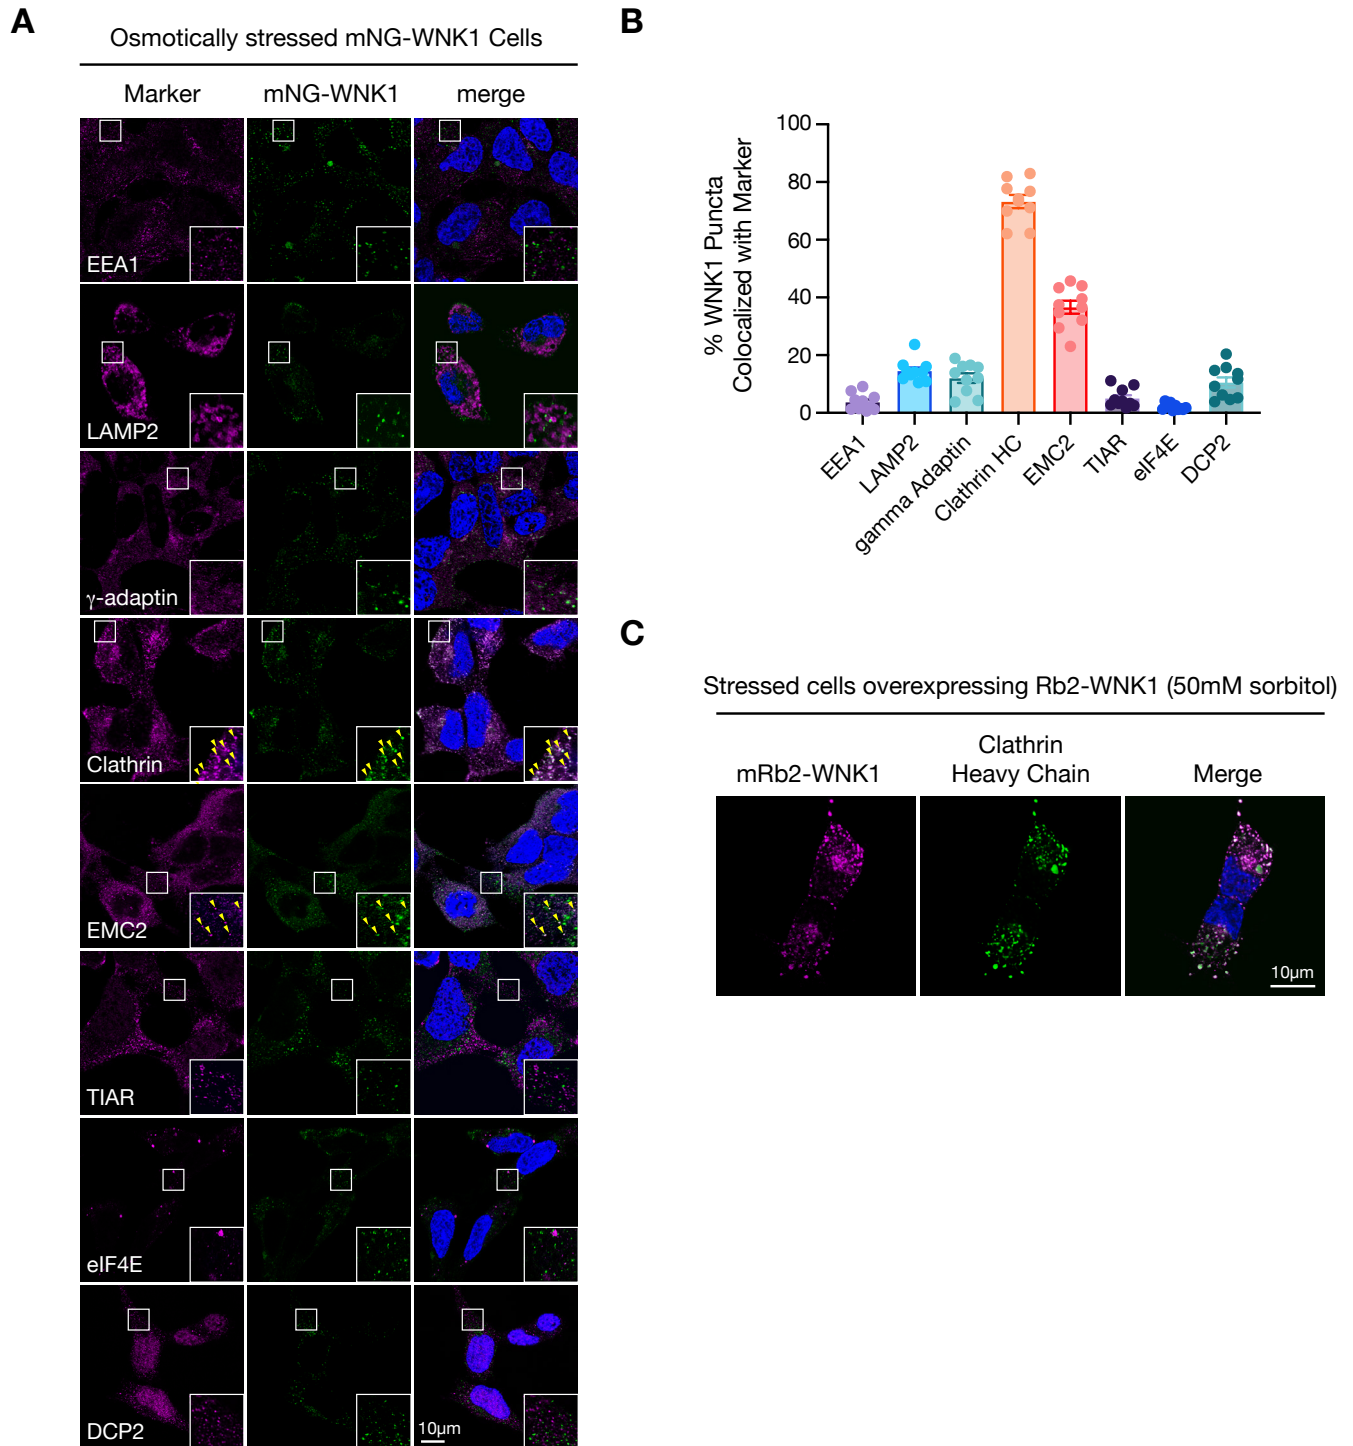 A
Osmotically stressed mNG-WNK1 Cells
Marker mNG-WNK1 merge
EEA1
LAMP2
γ-adaptin
Clathrin
EMC2
TIAR
eIF4E
DCP2
10μm
B
% WNK1 Puncta
Colocalized with Marker
100
80
60
40
20
0
EEA1
LAMP2
gamma Adaptin
Clathrin HC
EMC2
TIAR
eIF4E
DCP2
C
Stressed cells overexpressing Rb2-WNK1 (50mM sorbitol)
mRb2-WNK1
Clathrin
Heavy Chain
Merge
10μm